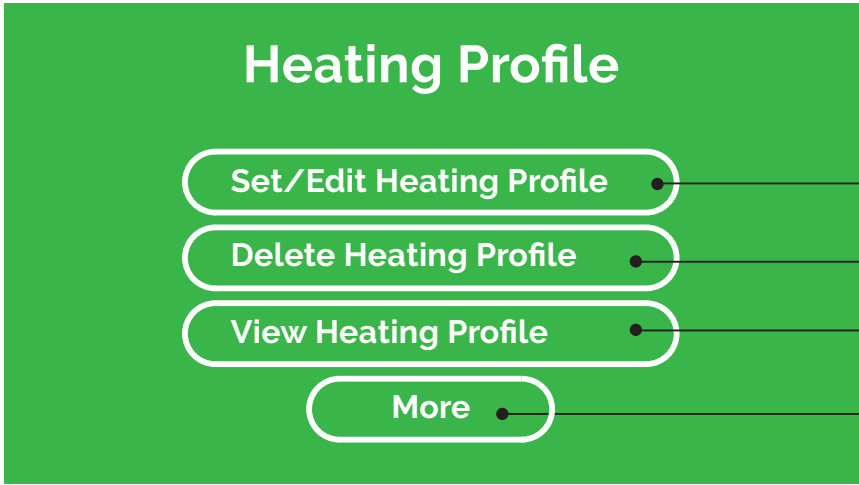 Heating Profile
Set/Edit Heating Profile
Delete Heating Profile
View Heating Profile
More